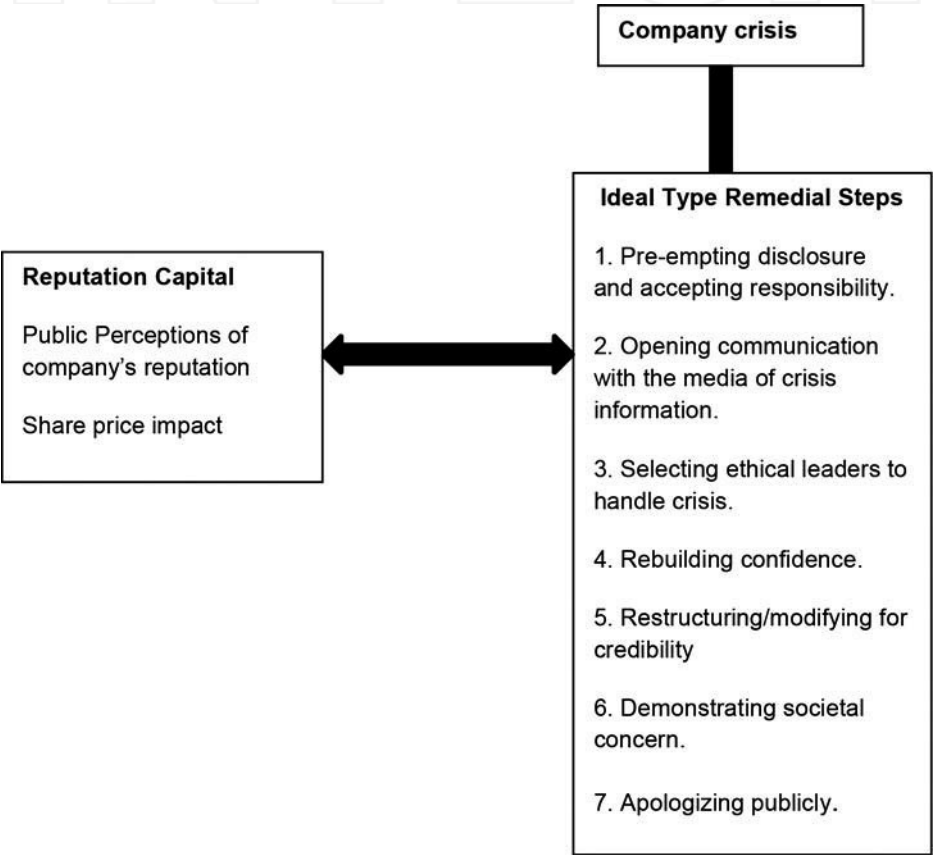 Company crisis
Ideal Type Remedial Steps
1. Pre-empting disclosure
and accepting responsibility.
2. Opening communication
with the media of crisis
information.
3. Selecting ethical leaders to
handle crisis.
4. Rebuilding confidence.
5. Restructuring/modifying for
credibility
6. Demonstrating societal
concern.
7. Apologizing publicly.
Reputation Capital
Public Perceptions of
company's reputation
Share price impact